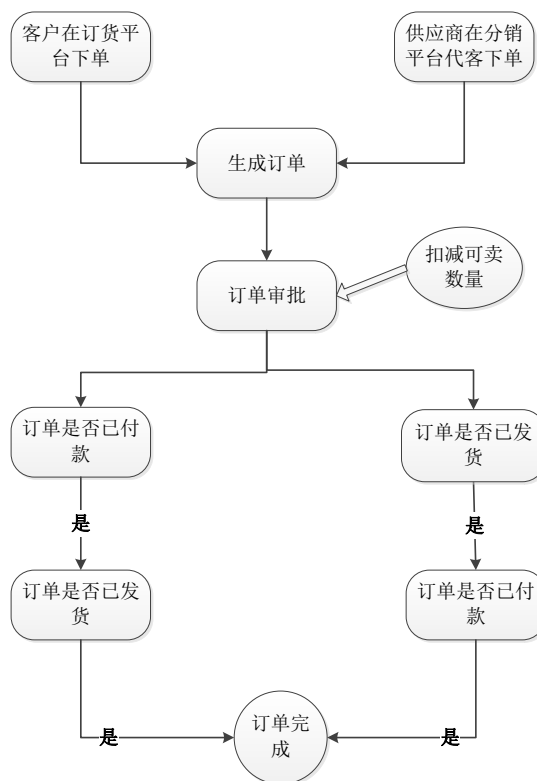 客户在订货平
台下单
供应商在分销
平台代客下单
生成订单
订单审批
扣减可卖
数量
订单是否已付
款
订单是否已发
货
是
是
订单是否已发
货
订单是否已付
款
订单完
成
是
是